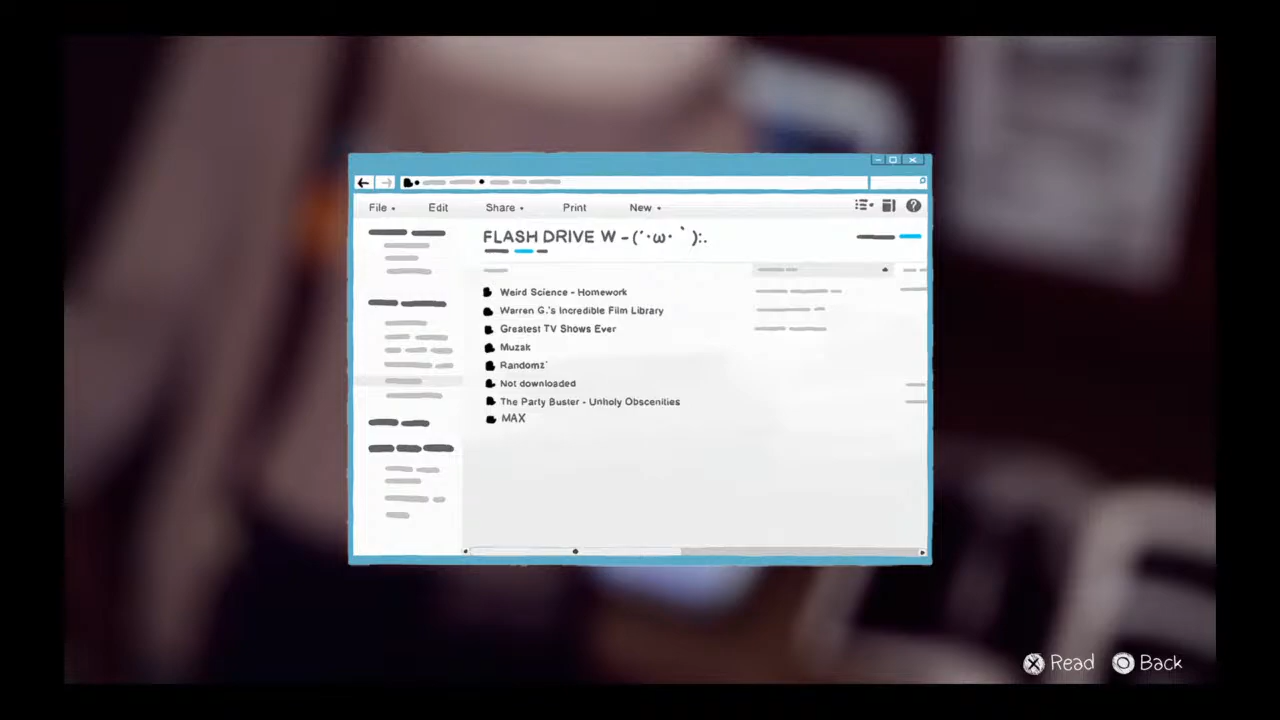 File Edit Share Print New
FLASH DRIVE W -(´･ω･`):.
Weird Science - Homework
Warren G.'s Incredible Film Library
Greatest TV Shows Ever
Muzak
Randomz'
Not downloaded
The Party Buster - Unholy Obscenities
MAX
Read Back